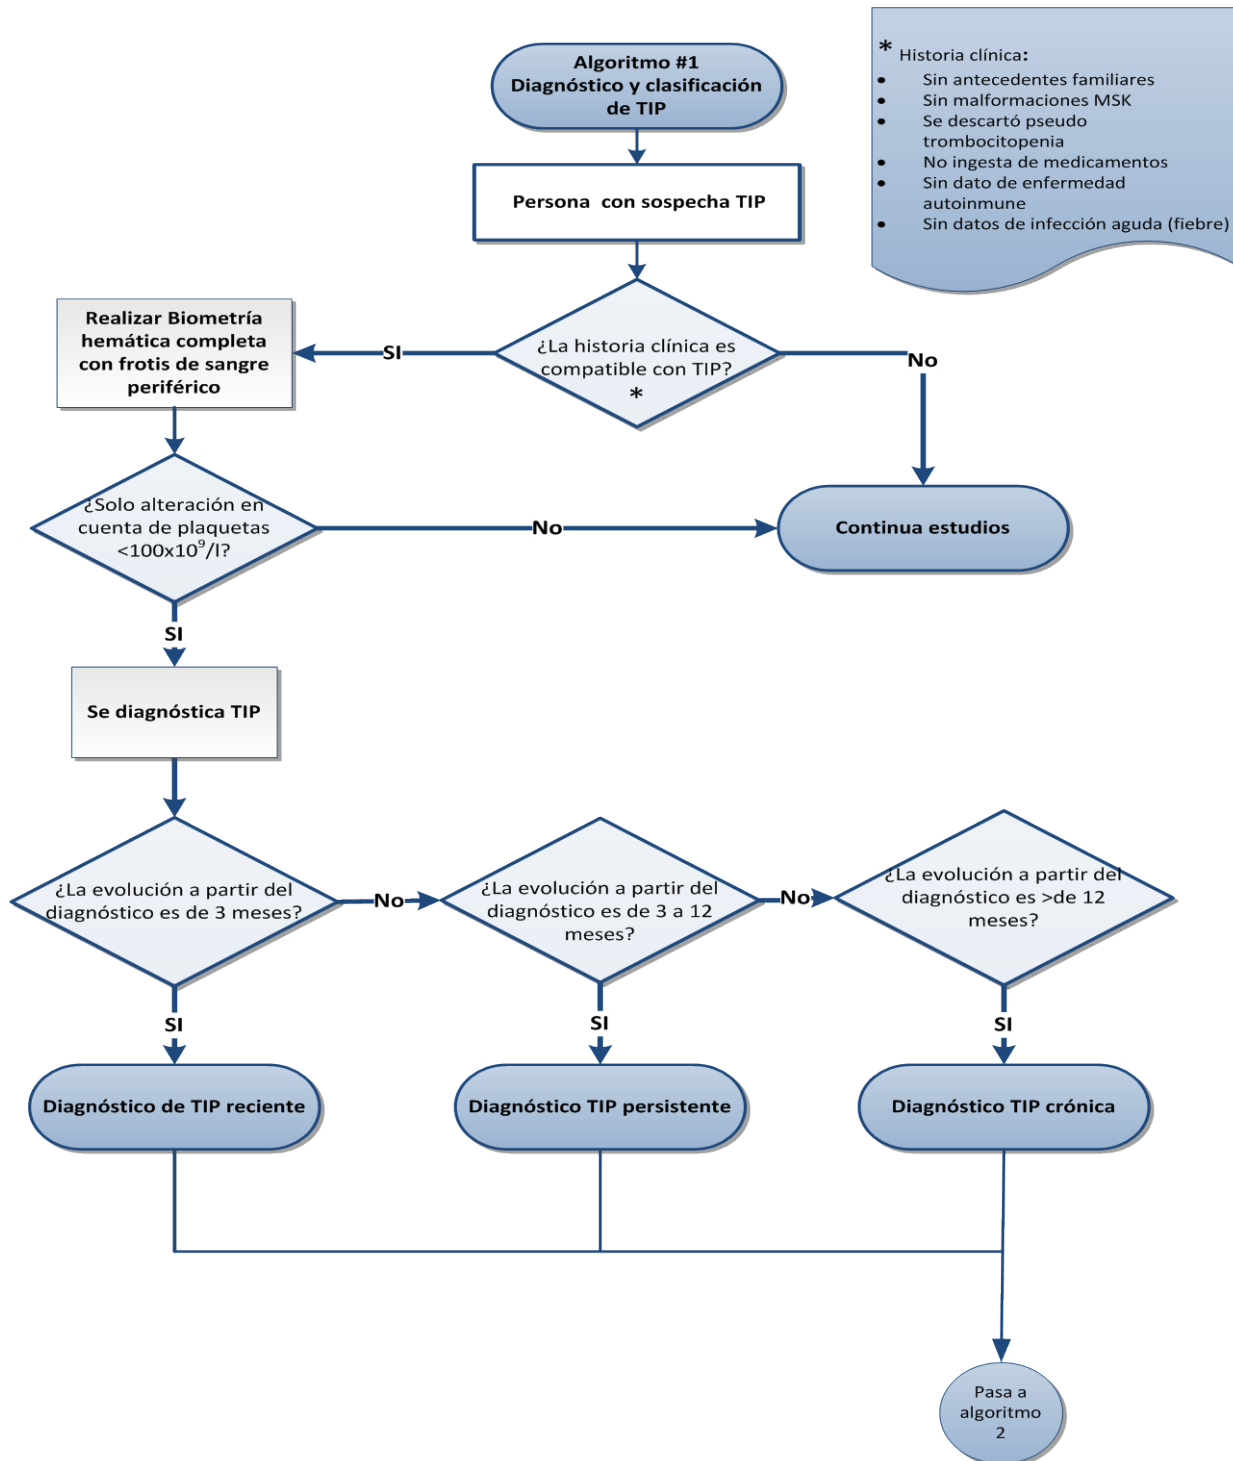 Algoritmo #1
Diagnóstico y clasificación
de TIP
* Historia clínica:
• Sin antecedentes familiares
• Sin malformaciones MSK
• Se descartó pseudo
trombocitopenia
• No ingesta de medicamentos
• Sin dato de enfermedad
autoinmune
• Sin datos de infección aguda (fiebre)
Persona con sospecha TIP
¿La historia clínica es
compatible con TIP?
*
SI
No
Realizar Biometría
hemática completa
con frotis de sangre
periférico
¿Solo alteración en
cuenta de plaquetas
<100x10⁹/l?
No
Continua estudios
SI
Se diagnóstica TIP
¿La evolución a partir del
diagnóstico es de 3 meses?
No
¿La evolución a partir del
diagnóstico es de 3 a 12
meses?
No
¿La evolución a partir del
diagnóstico es >de 12
meses?
SI
SI
SI
Diagnóstico de TIP reciente
Diagnóstico TIP persistente
Diagnóstico TIP crónica
Pasa a
algoritmo
2